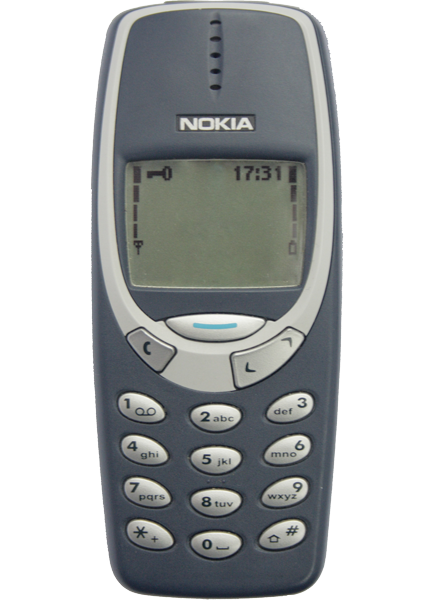 NOKIA
17:31
C
1
2 abc
def 3
4 ghi
5 jkl
mno 6
7 pqrs
8 tuv
wxyz 9
* +
0
#